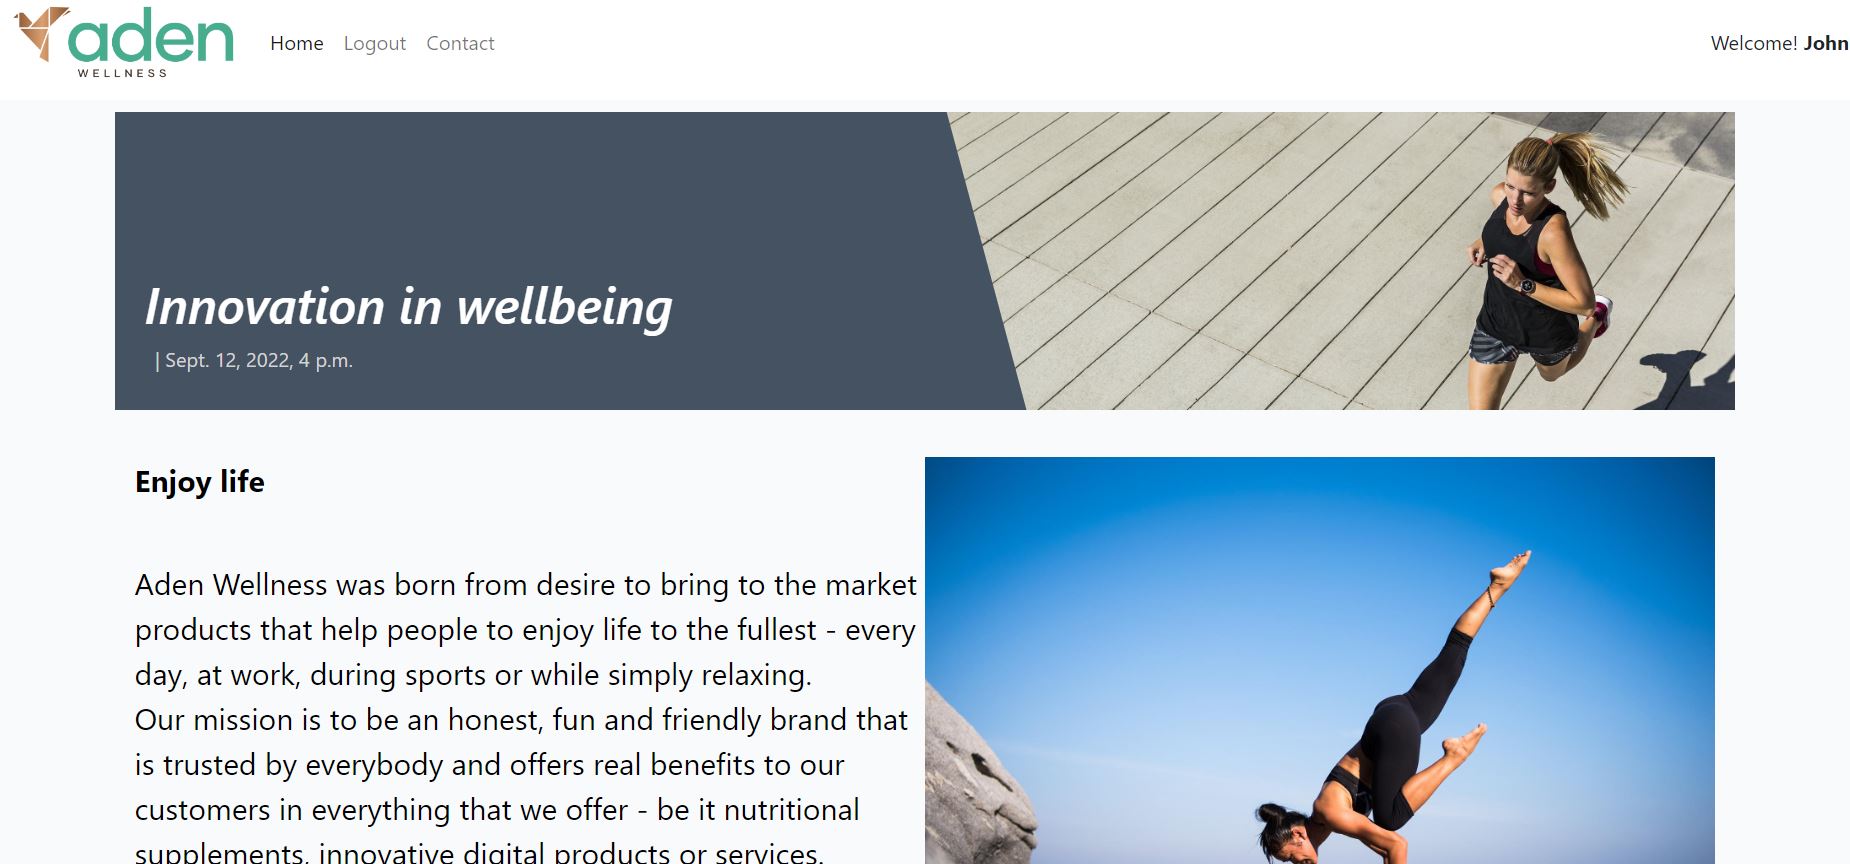 aden
WELLNESS
Home Logout Contact
Welcome! John
Innovation in wellbeing
| Sept. 12, 2022, 4 p.m.
Enjoy life
Aden Wellness was born from desire to bring to the market
products that help people to enjoy life to the fullest - every
day, at work, during sports or while simply relaxing.
Our mission is to be an honest, fun and friendly brand that
is trusted by everybody and offers real benefits to our
customers in everything that we offer - be it nutritional
supplements, innovative digital products or services.